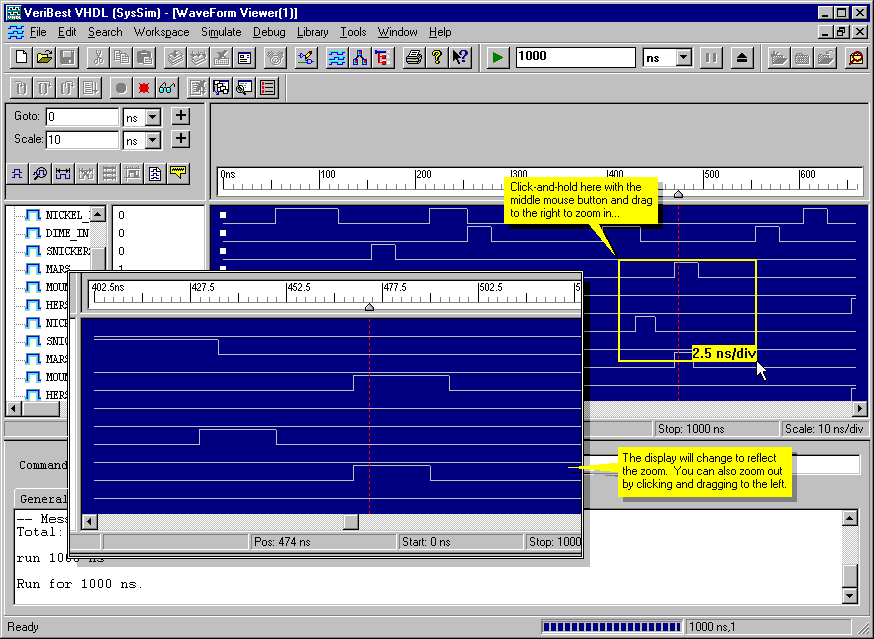 VeriBest VHDL (SysSim) - [WaveForm Viewer(1)]
File Edit Search Workspace Simulate Debug Library Tools Window Help
1000 ns
Goto: 0 ns
Scale: 10 ns
0ns 100 200 400 500 600
Click-and-hold here with the
middle mouse button and drag
to the right to zoom in...
NICKEL_ 0
DIME_IN 0
SNICKERS 0
MARS 1
MOUN
HERS
NICK
SNIC
MARS
MOUN
HERS
402.5ns 427.5 452.5 477.5 502.5 5
2.5 ns/div
Stop: 1000 ns Scale: 10 ns/div
Command
The display will change to reflect
the zoom. You can also zoom out
by clicking and dragging to the left.
General
Pos: 474 ns Start: 0 ns Stop: 1000
-- Mess
Total:
run 1000 ns
Run for 1000 ns.
Ready 1000 ns,1